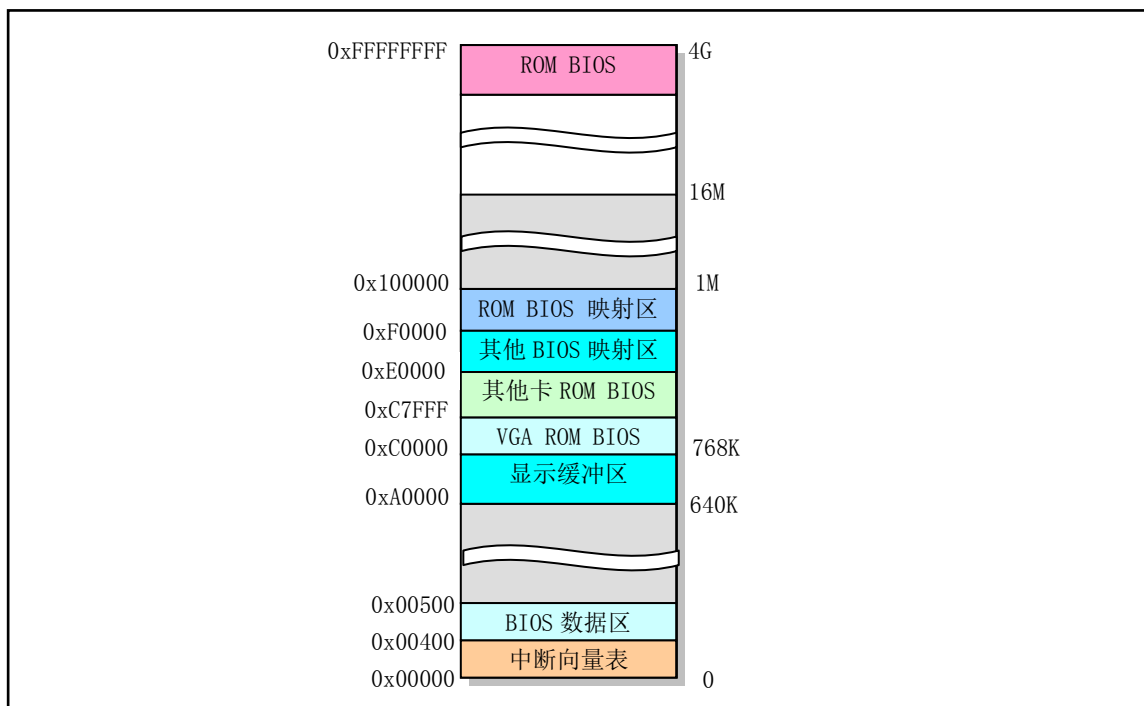 0xFFFFFFFF ROM BIOS 4G
16M
0x100000 1M
ROM BIOS 映射区
0xF0000
其他 BIOS 映射区
0xE0000
其他卡 ROM BIOS
0xC7FFF
VGA ROM BIOS
0xC0000 768K
显示缓冲区
0xA0000 640K
0x00500
BIOS 数据区
0x00400
中断向量表
0x00000 0